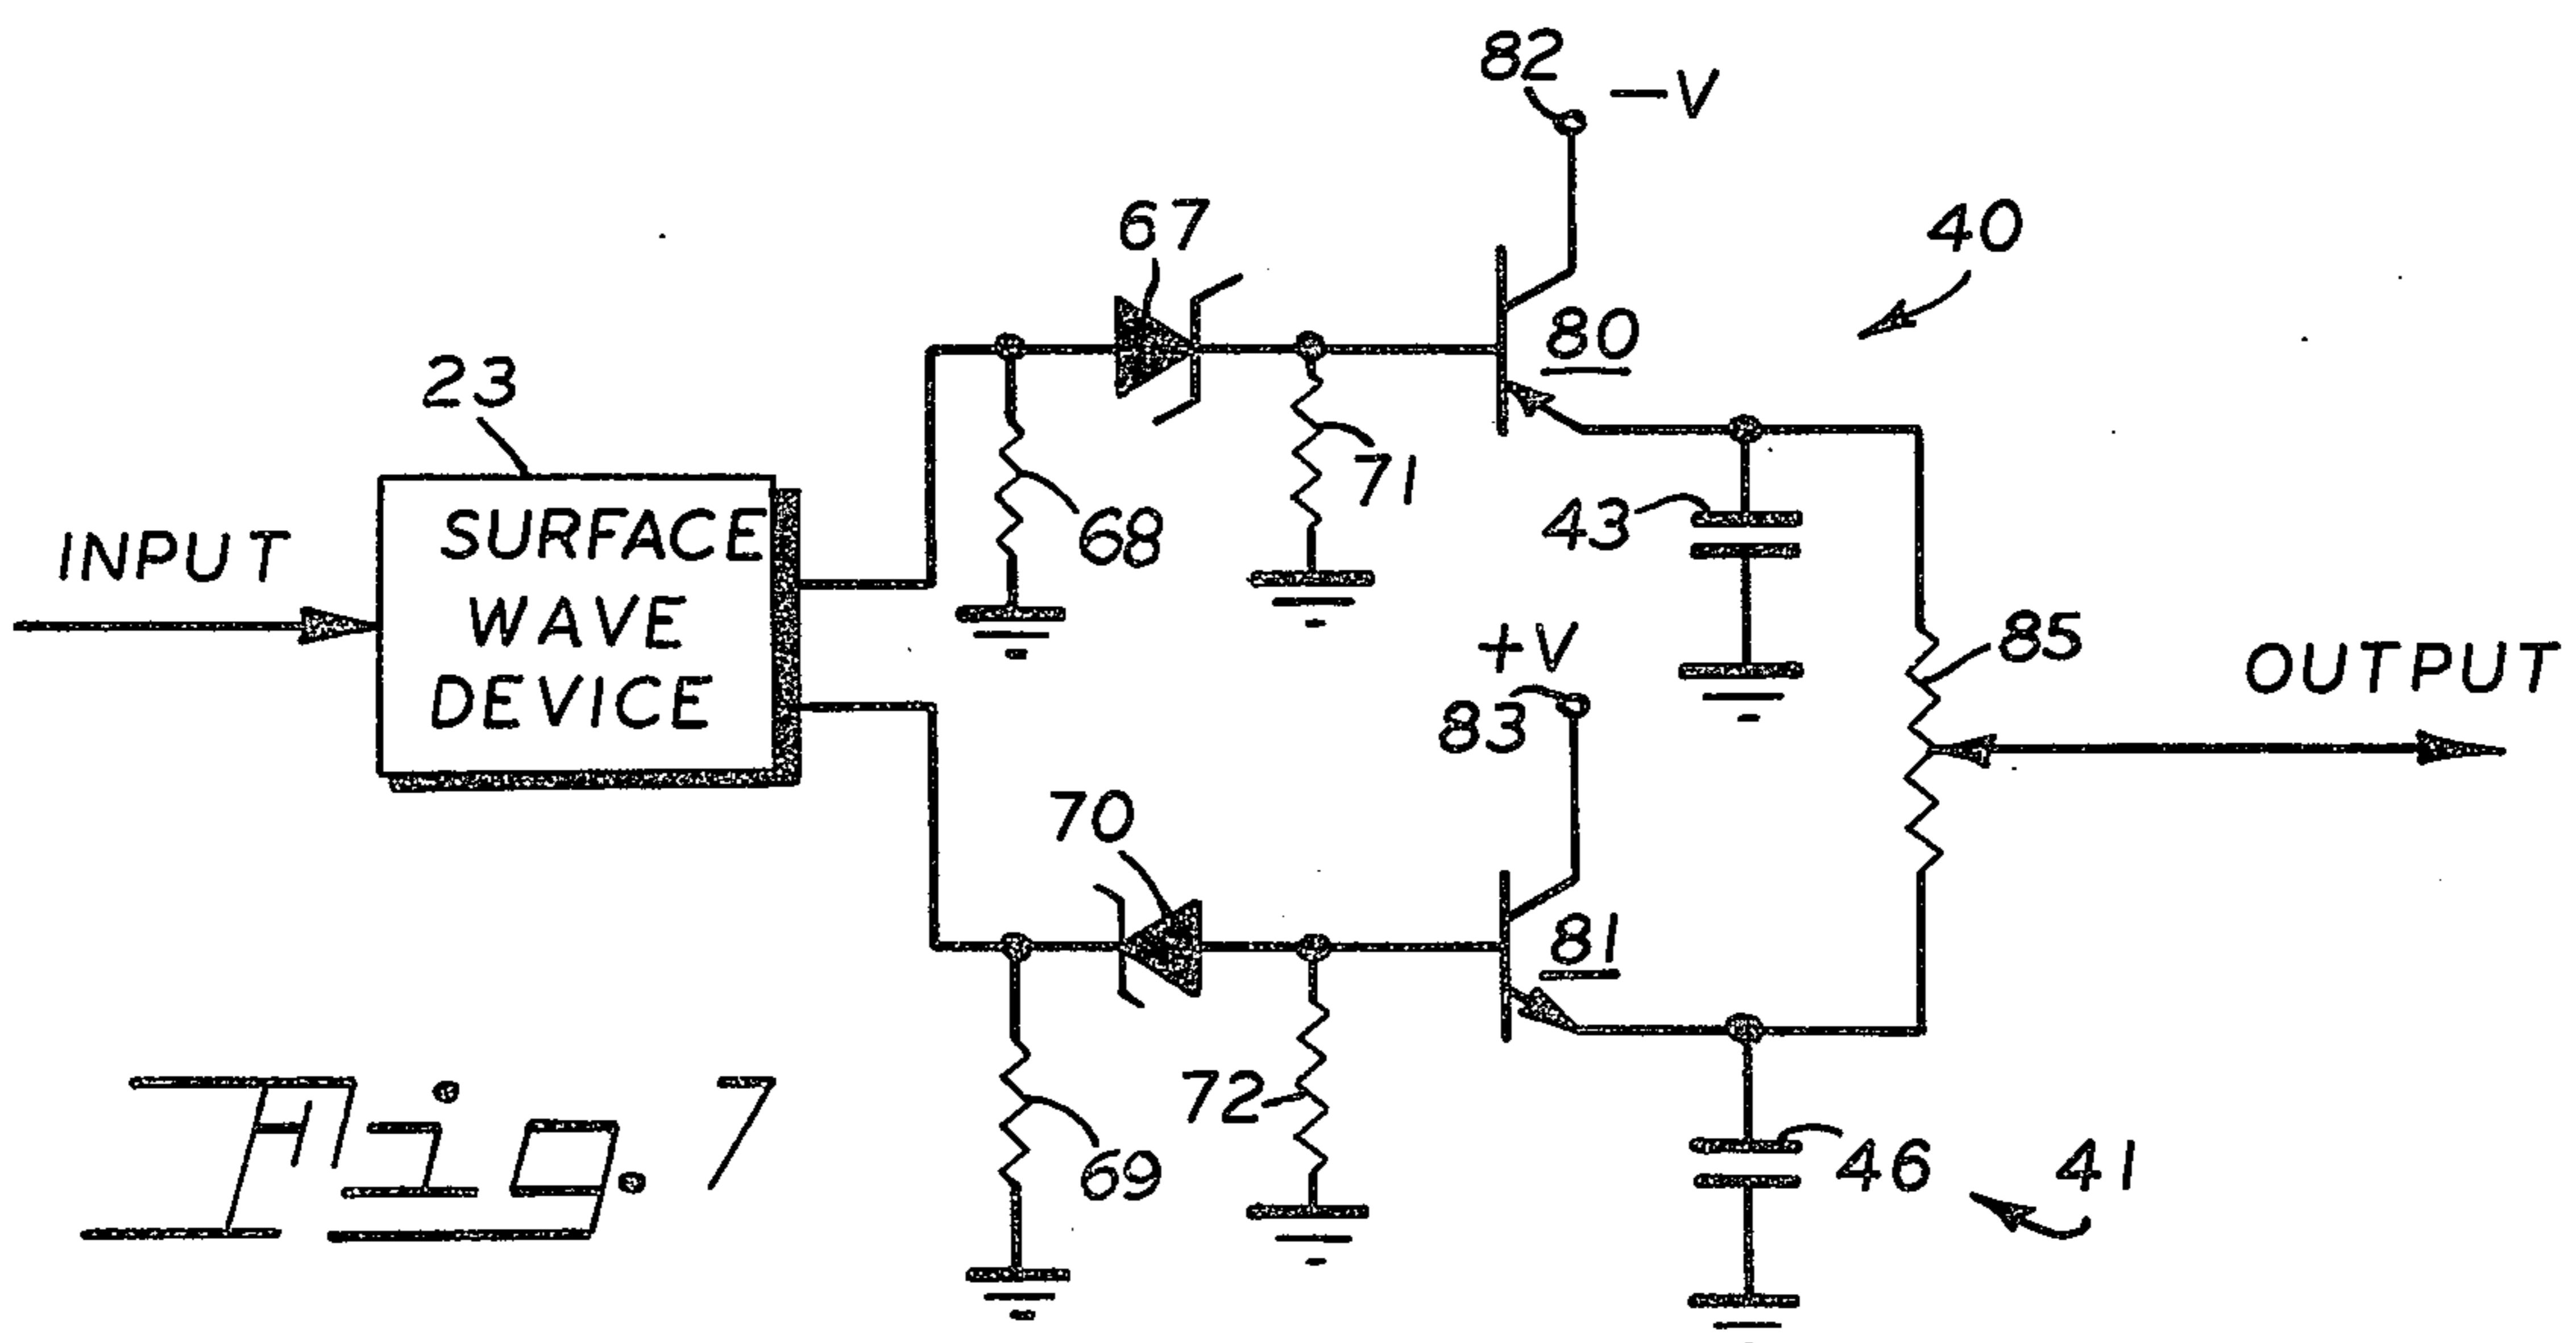 82
-V
67
40
80
23
71
SURFACE
WAVE
DEVICE
INPUT
68
43
+V
83
85
OUTPUT
70
81
72
69
46
41
Fig. 7